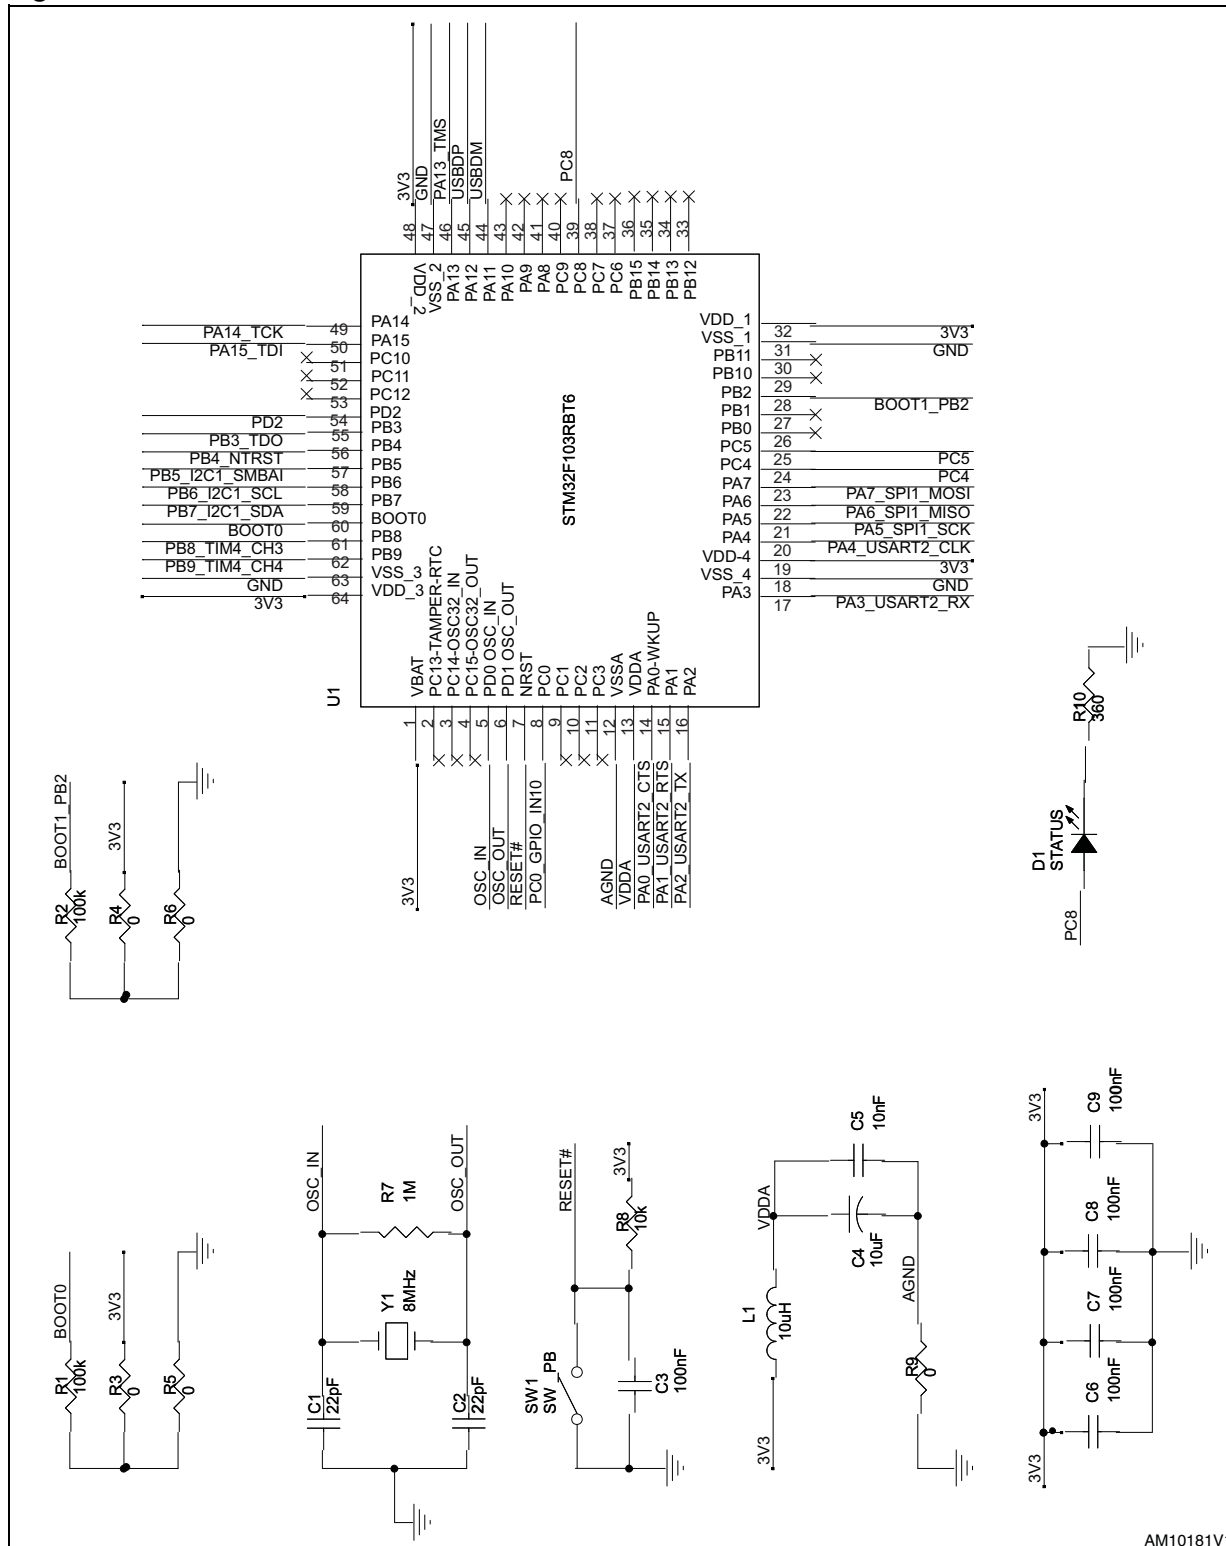 3V3
GND
PA13_TMS
USBDP
USBDM
PC8
48
47
46
45
44
43
42
41
40
39
38
37
36
35
34
33
VDD_2
VSS_2
PA13
PA12
PA11
PA10
PA9
PA8
PC9
PC8
PC7
PC6
PB15
PB14
PB13
PB12
PA14_TCK 49 PA14
PA15_TDI 50 PA15
51 PC10
52 PC11
53 PC12
PD2 54 PD2
PB3_TDO 55 PB3
PB4_NTRST 56 PB4
PB5_I2C1_SMBAI 57 PB5
PB6_I2C1_SCL 58 PB6
PB7_I2C1_SDA 59 PB7
BOOT0 60 BOOT0
PB8_TIM4_CH3 61 PB8
PB9_TIM4_CH4 62 PB9
GND 63 VSS_3
3V3 64 VDD_3
STM32F103RBT6
VDD_1 32 3V3
VSS_1 31 GND
PB11 30
PB10 29
PB2 28 BOOT1_PB2
PB1 27
PB0 26
PC5 25 PC5
PC4 24 PC4
PA7 23 PA7_SPI1_MOSI
PA6 22 PA6_SPI1_MISO
PA5 21 PA5_SPI1_SCK
PA4 20 PA4_USART2_CLK
VDD-4 19 3V3
VSS_4 18 GND
PA3 17 PA3_USART2_RX
U1
VBAT
PC13-TAMPER-RTC
PC14-OSC32_IN
PC15-OSC32_OUT
PD0 OSC_IN
PD1 OSC_OUT
NRST
PC0
PC1
PC2
PC3
VSSA
VDDA
PA0-WKUP
PA1
PA2
1
2
3
4
5
6
7
8
9
10
11
12
13
14
15
16
3V3
OSC_IN
OSC_OUT
RESET#
PC0_GPIO_IN10
AGND
VDDA
PA0_USART2_CTS
PA1_USART2_RTS
PA2_USART2_TX
R10
360
D1
STATUS
PC8
BOOT1_PB2
3V3
R2
100k
R4
0
R6
0
BOOT0
3V3
R1
100k
R3
0
R5
0
OSC_IN
OSC_OUT
R7
1M
Y1
8MHz
C1
22pF
C2
22pF
RESET#
3V3
R8
10k
SW1
SW_PB
C3
100nF
VDDA
C5
10nF
C4
10uF
AGND
L1
10uH
R9
0
3V3
3V3
C9
100nF
C8
100nF
C7
100nF
C6
100nF
3V3